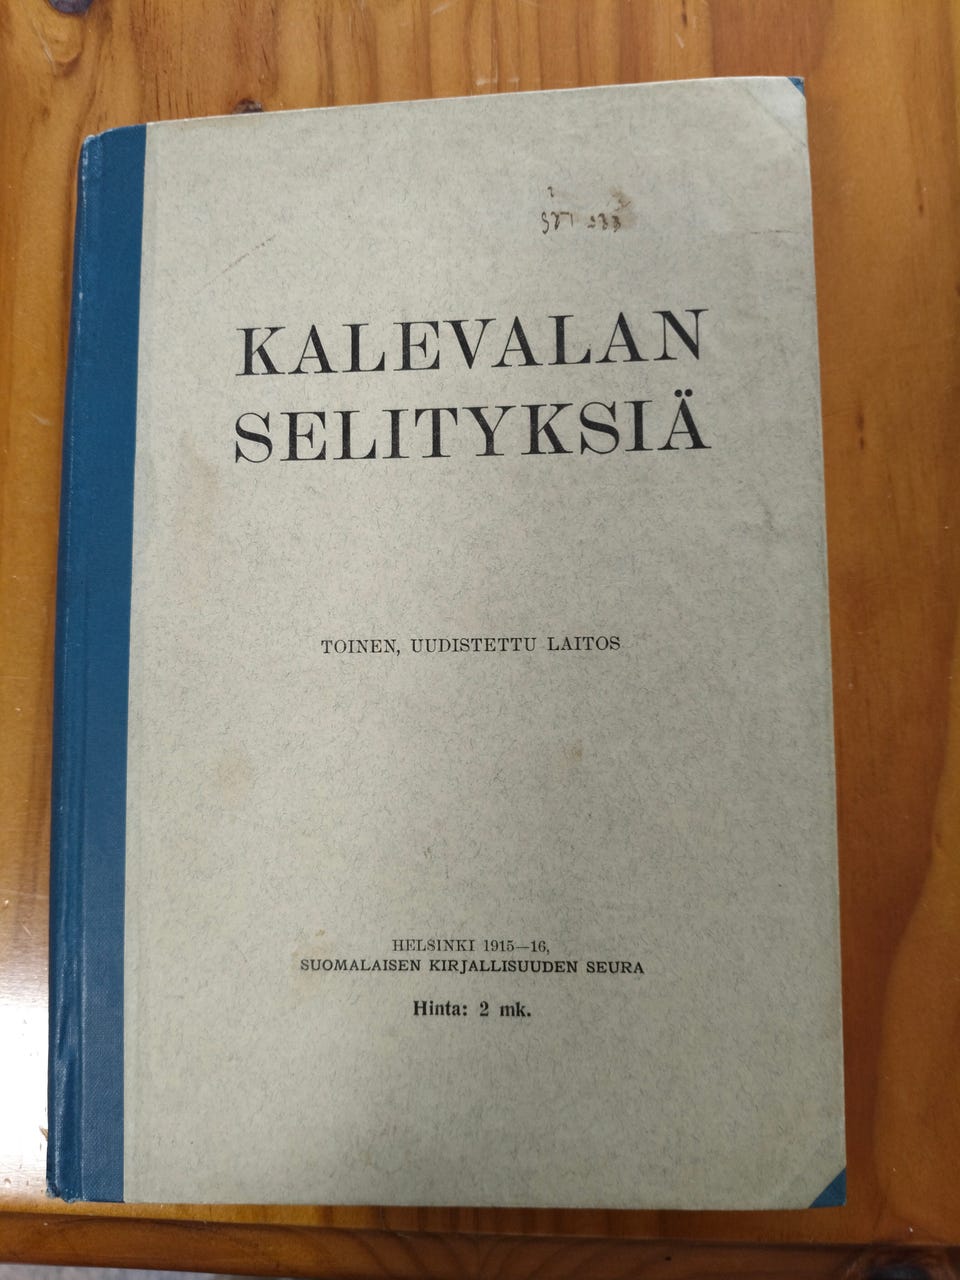 KALEVALAN
SELITYKSIÄ
TOINEN, UUDISTETTU LAITOS
HELSINKI 1915—16,
SUOMALAISEN KIRJALLISUUDEN SEURA
Hinta: 2 mk.